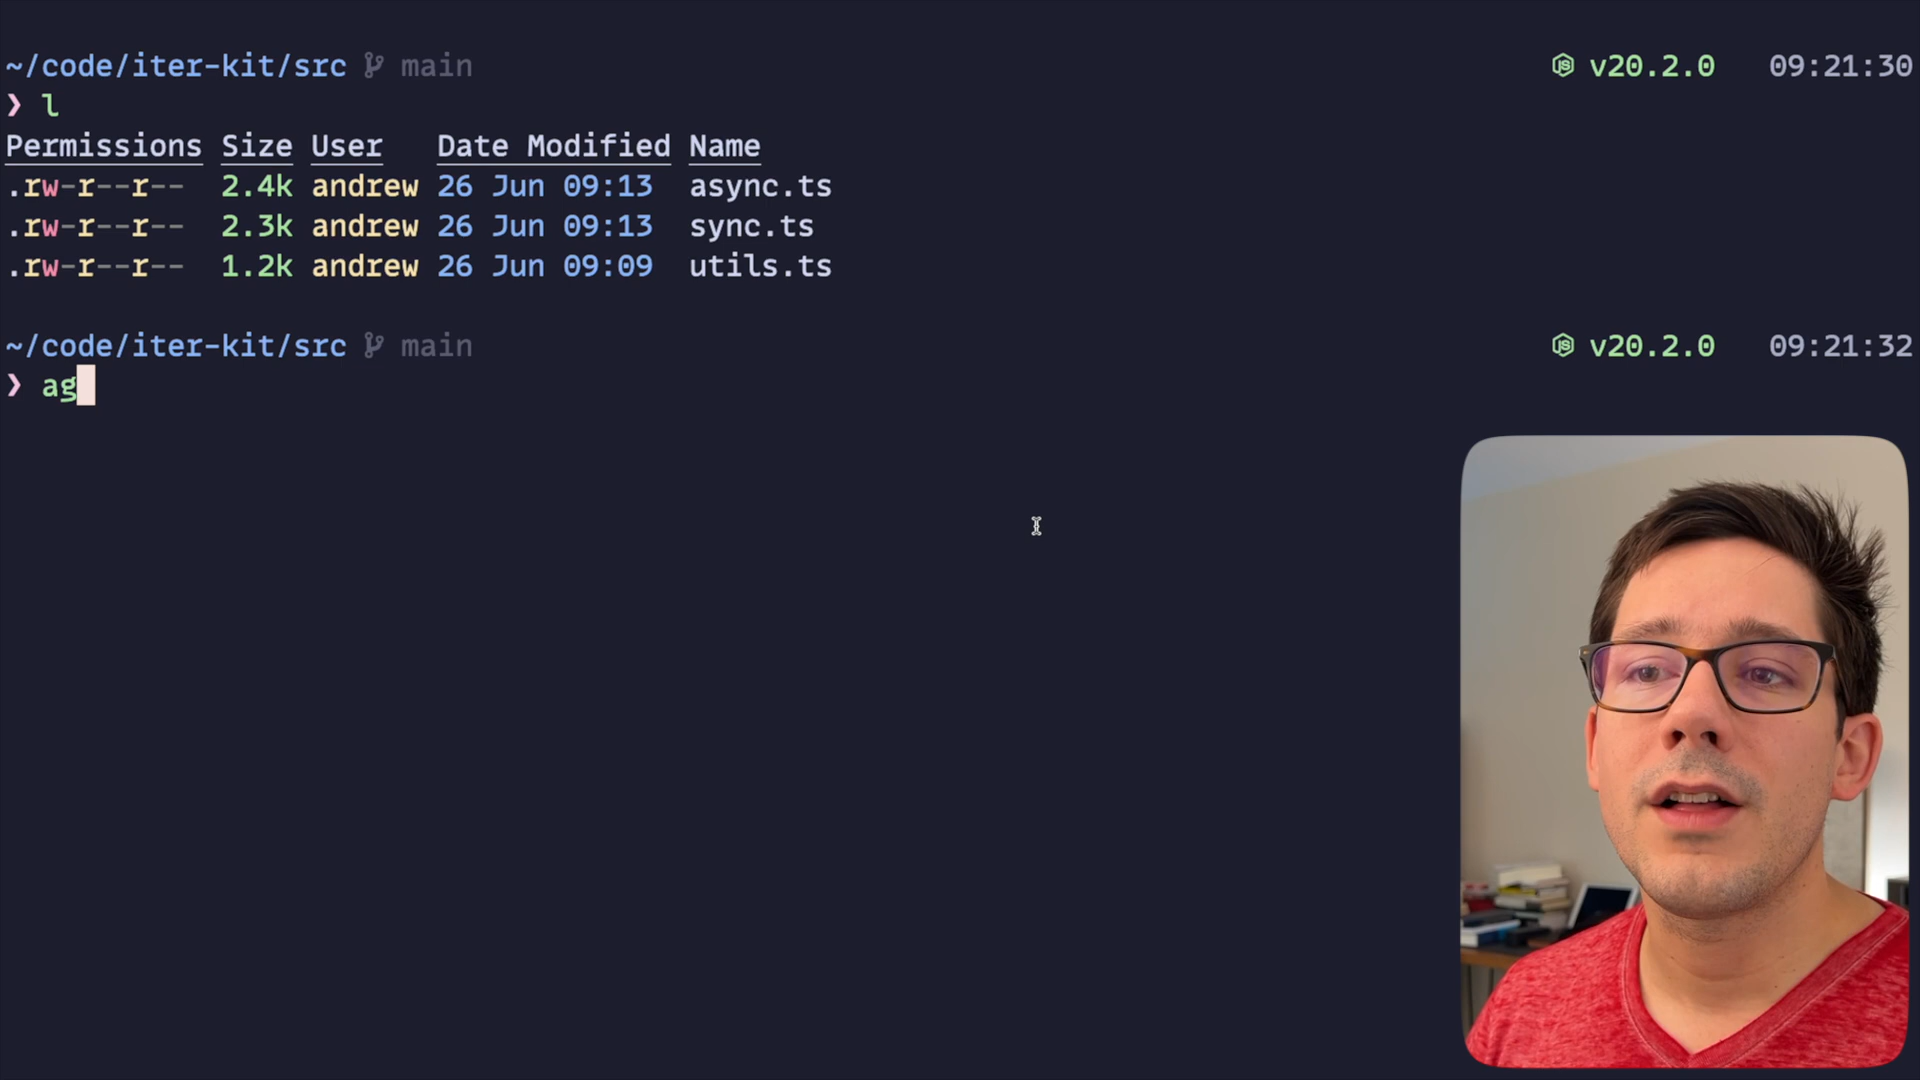 ~/code/iter-kit/src main v20.2.0 09:21:30
❯ l
Permissions Size User Date Modified Name
.rw-r--r-- 2.4k andrew 26 Jun 09:13 async.ts
.rw-r--r-- 2.3k andrew 26 Jun 09:13 sync.ts
.rw-r--r-- 1.2k andrew 26 Jun 09:09 utils.ts
~/code/iter-kit/src main v20.2.0 09:21:32
❯ ag